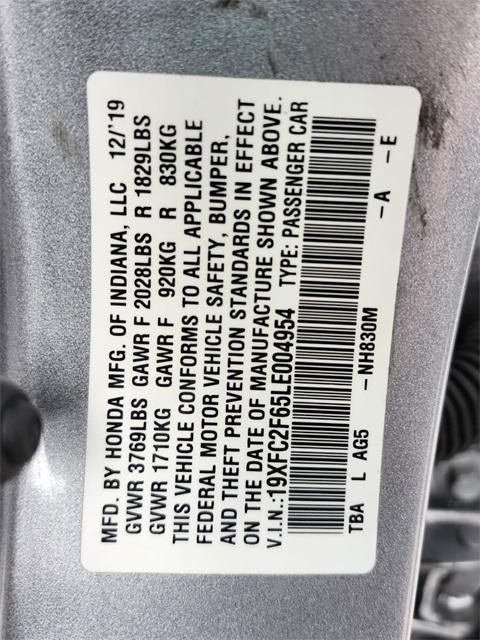 MFD. BY HONDA MFG. OF INDIANA, LLC 12/'19
GVWR 3769LBS GAWR F 2028LBS R 1829LBS
GVWR 1710KG GAWR F 920KG R 830KG
THIS VEHICLE CONFORMS TO ALL APPLICABLE
FEDERAL MOTOR VEHICLE SAFETY, BUMPER,
AND THEFT PREVENTION STANDARDS IN EFFECT
ON THE DATE OF MANUFACTURE SHOWN ABOVE.
V.I.N.:19XFC2F65LE004954 TYPE: PASSENGER CAR
TBA L AG5 -NH830M -A -E